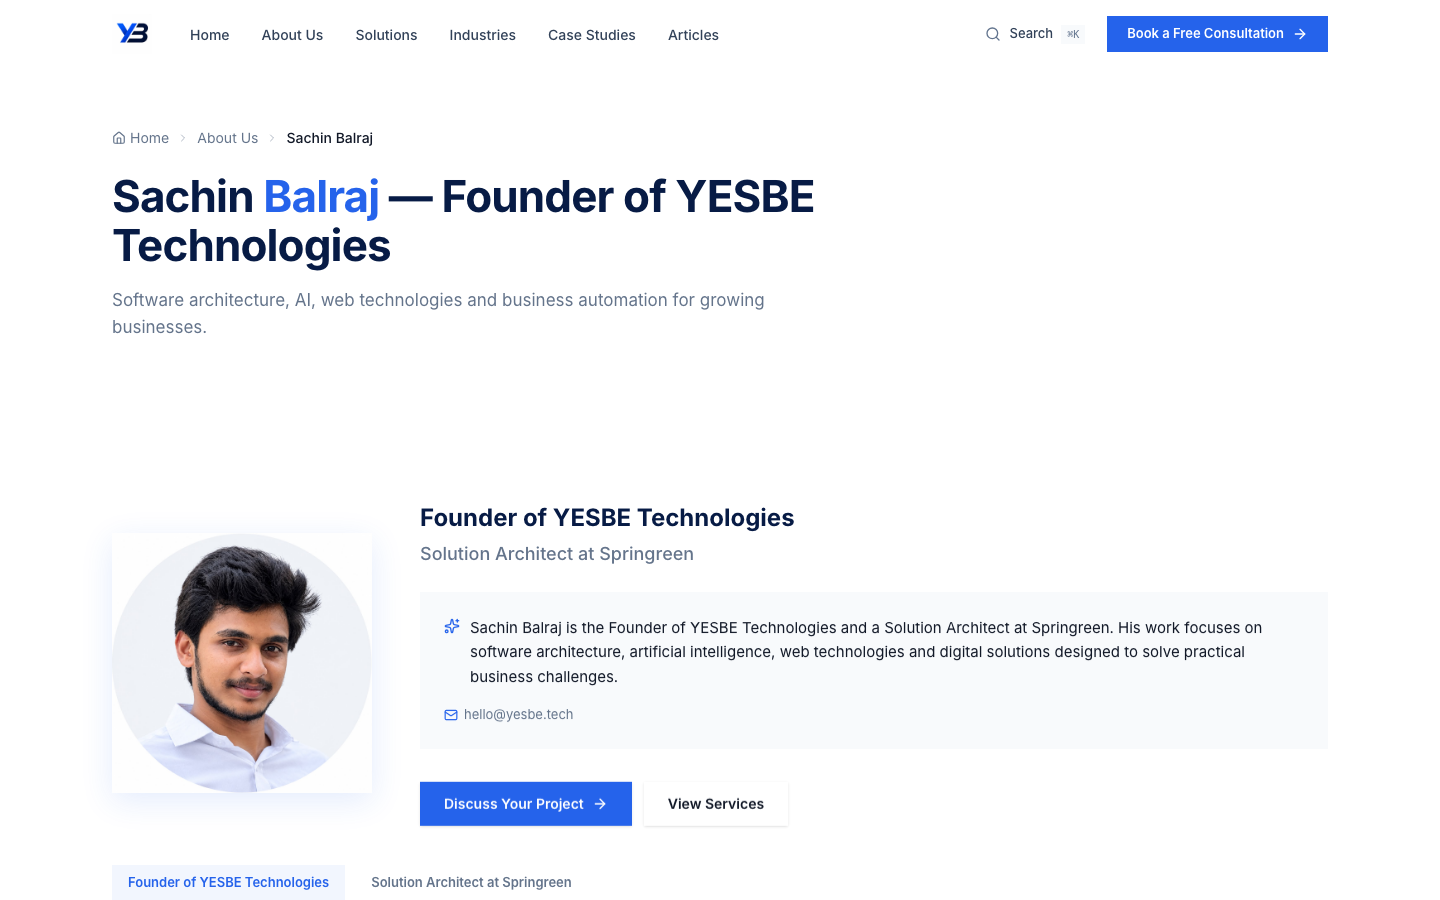 YB
Home
About Us
Solutions
Industries
Case Studies
Articles
Search ⌘K
Book a Free Consultation
Home
About Us
Sachin Balraj
Sachin Balraj — Founder of YESBE
Technologies
Software architecture, AI, web technologies and business automation for growing
businesses.
Founder of YESBE Technologies
Solution Architect at Springreen
Sachin Balraj is the Founder of YESBE Technologies and a Solution Architect at Springreen. His work focuses on
software architecture, artificial intelligence, web technologies and digital solutions designed to solve practical
business challenges.
hello@yesbe.tech
Discuss Your Project
View Services
Founder of YESBE Technologies
Solution Architect at Springreen